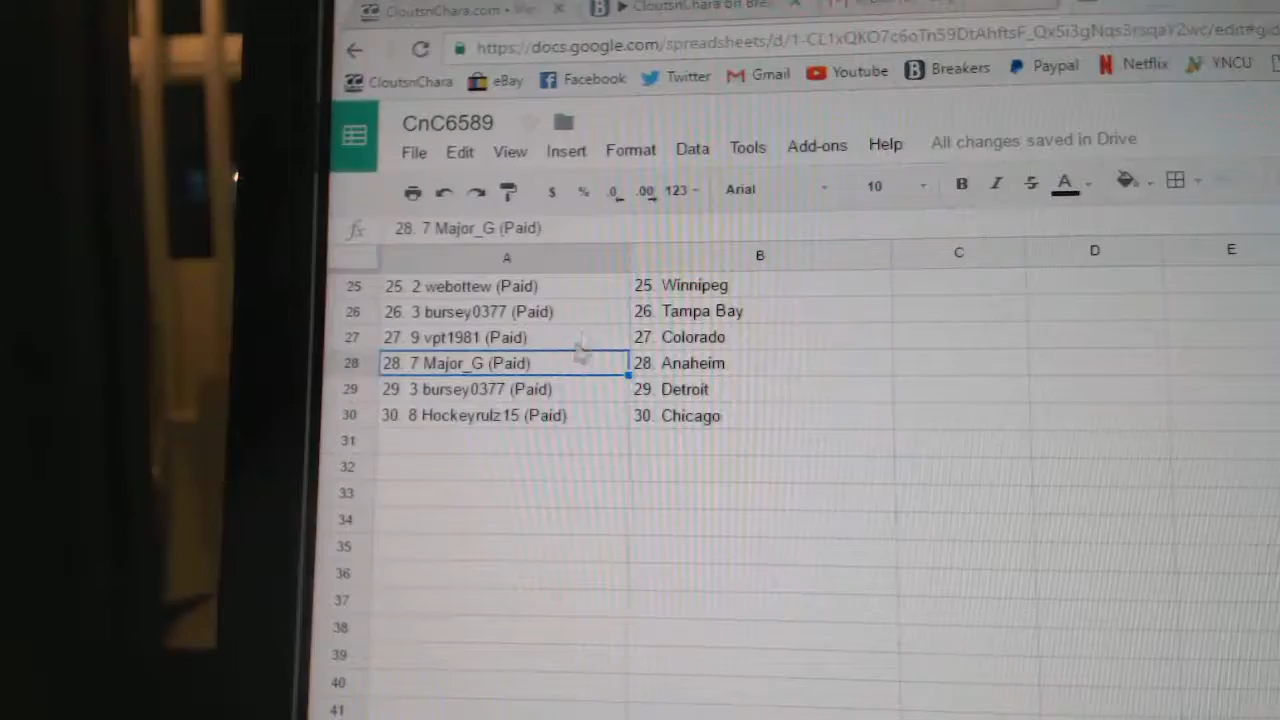 CloutsnChara.com
CloutsnChara on Bre
https://docs.google.com/spreadsheets/d/
CloutsnChara eBay Facebook Twitter Gmail Youtube Breakers Paypal Netflix YNCU
CnC6589
File Edit View Insert Format Data Tools Add-ons Help All changes saved in Drive
$ % .0 .00 123 Arial 10 B I S A
fx 28. 7 Major_G (Paid)
A B C D E
25 25. 2 webottew (Paid) 25. Winnipeg
26 26. 3 bursey0377 (Paid) 26. Tampa Bay
27 27. 9 vpt1981 (Paid) 27. Colorado
28 28. 7 Major_G (Paid) 28. Anaheim
29 29. 3 bursey0377 (Paid) 29. Detroit
30 30. 8 Hockeyrulz15 (Paid) 30. Chicago
31
32
33
34
35
36
37
38
39
40
41